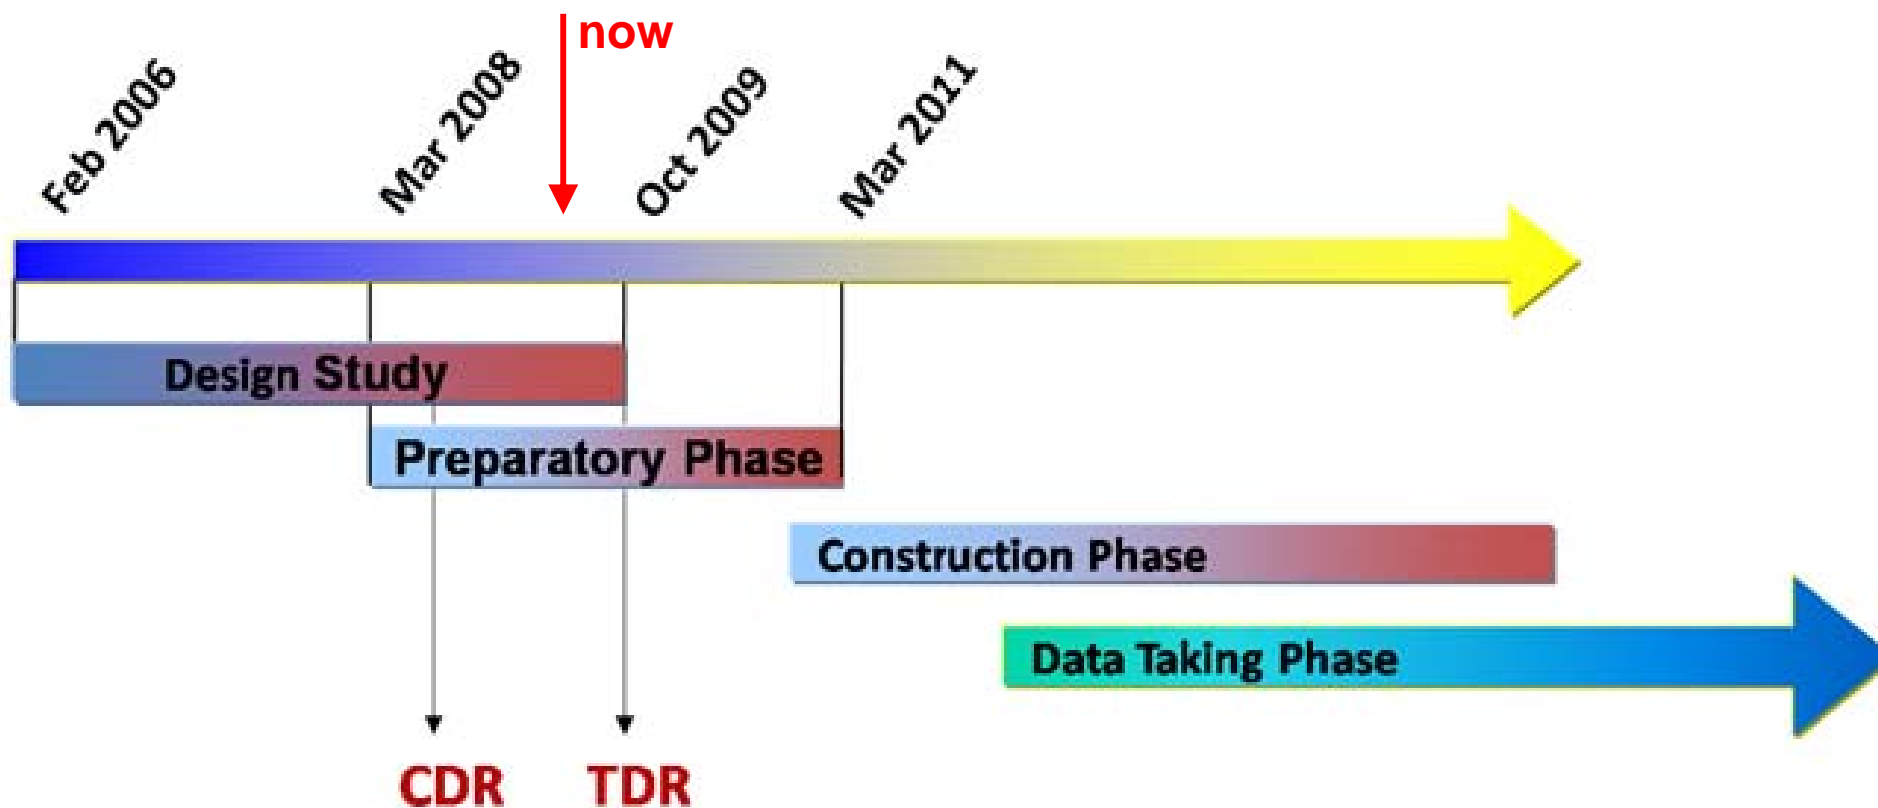 now
Feb 2006
Mar 2008
Oct 2009
Mar 2011
Design Study
Preparatory Phase
Construction Phase
Data Taking Phase
CDR
TDR